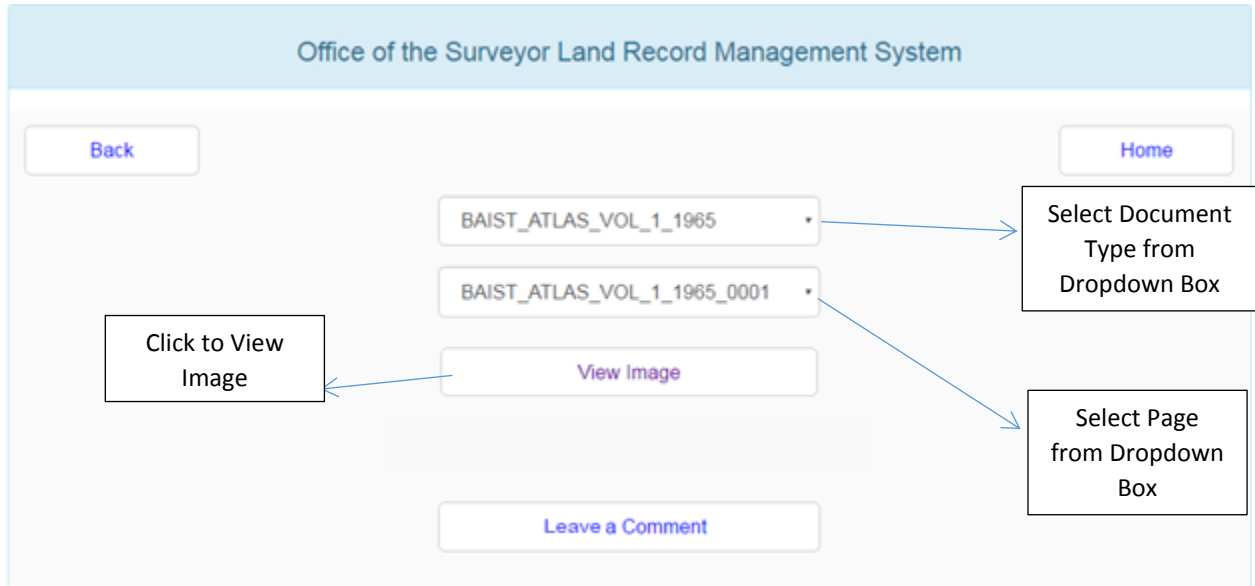 Office of the Surveyor Land Record Management System
Back
Home
BAIST_ATLAS_VOL_1_1965
Select Document
Type from
Dropdown Box
BAIST_ATLAS_VOL_1_1965_0001
Click to View
Image
View Image
Select Page
from Dropdown
Box
Leave a Comment